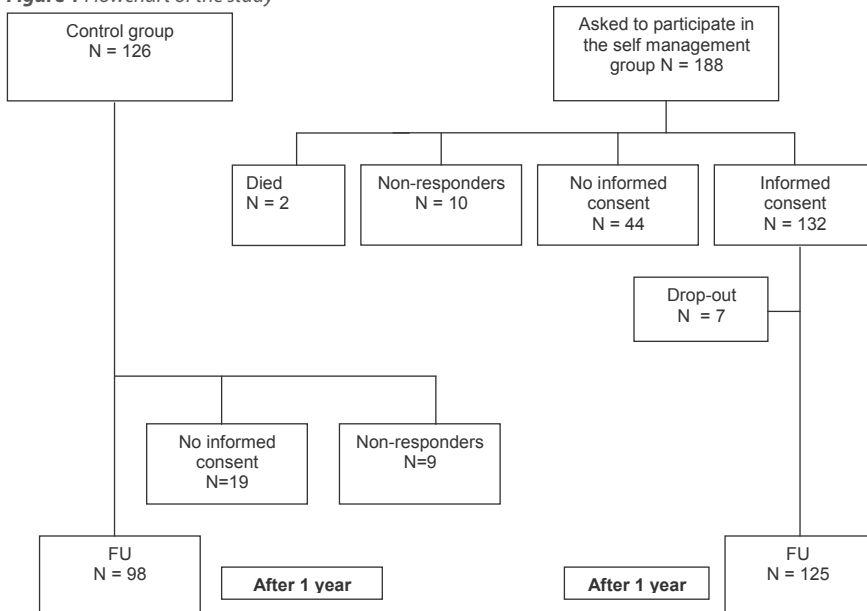 Figure 1 Flowchart of the study
Control group
N = 126
Asked to participate in
the self management
group N = 188
Died
N = 2
Non-responders
N = 10
No informed
consent
N = 44
Informed
consent
N = 132
Drop-out
N = 7
No informed
consent
N=19
Non-responders
N=9
FU
N = 98
After 1 year
After 1 year
FU
N = 125